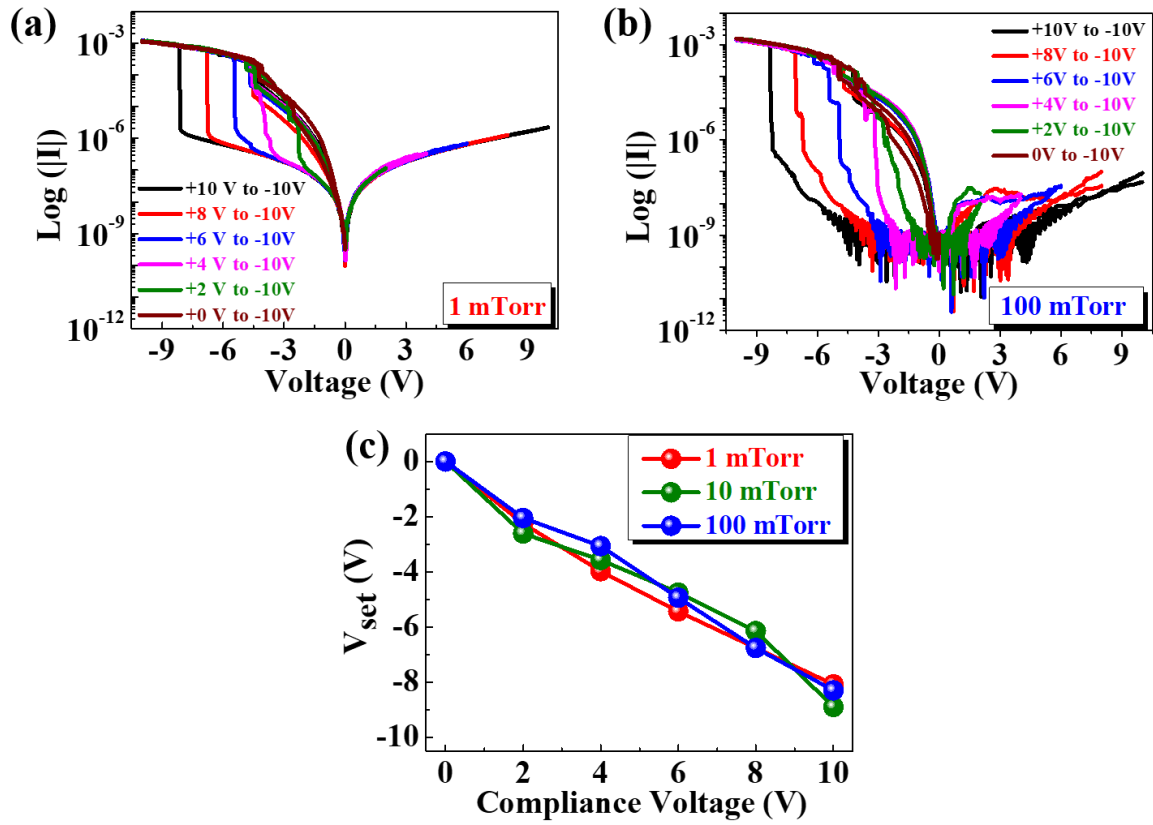 (a)
Log (|I|)
10^-3
10^-6
10^-9
10^-12
+10 V to -10V
+8 V to -10V
+6 V to -10V
+4 V to -10V
+2 V to -10V
+0 V to -10V
1 mTorr
-9 -6 -3 0 3 6 9
Voltage (V)
(b)
Log (|I|)
10^-3
10^-6
10^-9
10^-12
+10V to -10V
+8V to -10V
+6V to -10V
+4V to -10V
+2V to -10V
0V to -10V
100 mTorr
-9 -6 -3 0 3 6 9
Voltage (V)
(c)
V_set (V)
0
-2
-4
-6
-8
-10
1 mTorr
10 mTorr
100 mTorr
0 2 4 6 8 10
Compliance Voltage (V)